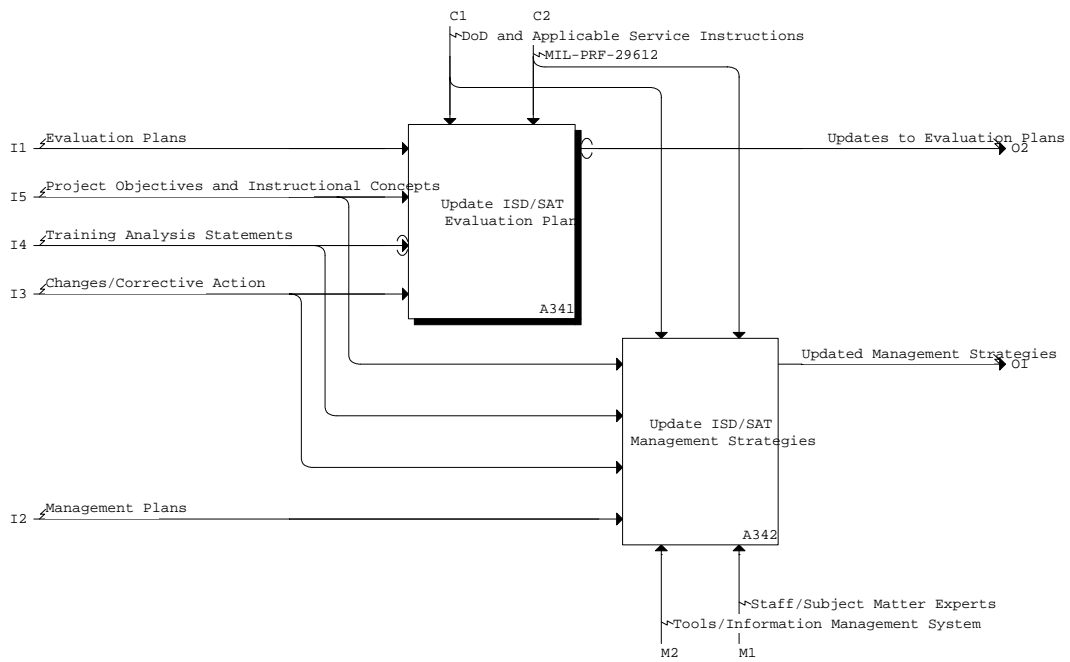 C1
C2
DoD and Applicable Service Instructions
MIL-PRF-29612
I1
Evaluation Plans
Updates to Evaluation Plans
O2
I5
Project Objectives and Instructional Concepts
Update ISD/SAT
Evaluation Plan
I4
Training Analysis Statements
I3
Changes/Corrective Action
A341
Updated Management Strategies
O1
Update ISD/SAT
Management Strategies
I2
Management Plans
A342
Staff/Subject Matter Experts
Tools/Information Management System
M2
M1